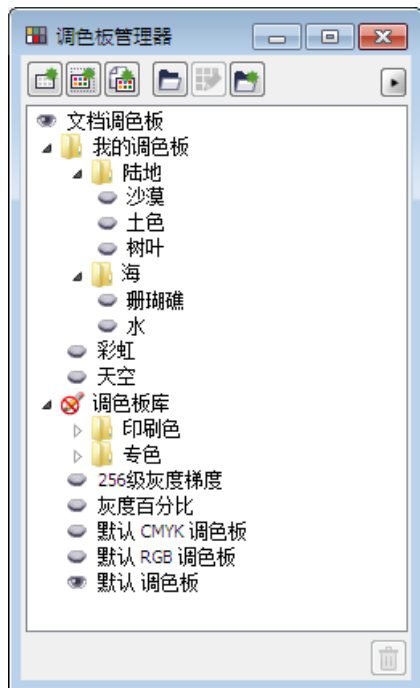 调色板管理器
文档调色板
我的调色板
陆地
沙漠
土色
树叶
海
珊瑚礁
水
彩虹
天空
调色板库
印刷色
专色
256级灰度梯度
灰度百分比
默认 CMYK 调色板
默认 RGB 调色板
默认 调色板